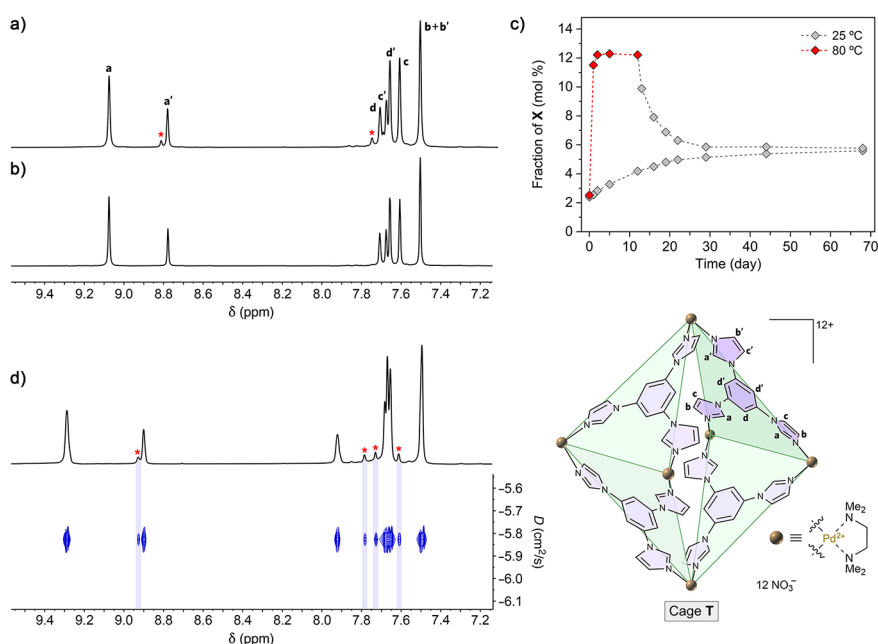 a)
a
a′
*
*
d
c′
d′
c
b+b′
b)
9.4 9.2 9.0 8.8 8.6 8.4 8.2 8.0 7.8 7.6 7.4 7.2
δ (ppm)
c)
Fraction of X (mol %)
14
12
10
8
6
4
2
0
0 10 20 30 40 50 60 70
Time (day)
25 ºC
80 ºC
d)
*
*
*
*
-5.6
-5.8
-6.0
-6.1
D (cm²/s)
9.4 9.2 9.0 8.8 8.6 8.4 8.2 8.0 7.8 7.6 7.4 7.2
δ (ppm)
12+
b′
c′
a′
d′
d′
c
b
a
d
d
c
a
b
N N N N N N N N N N N N N N N N N N N N N N N N
≡
Pd²⁺
Me₂
N
N
Me₂
12 NO₃⁻
Cage T